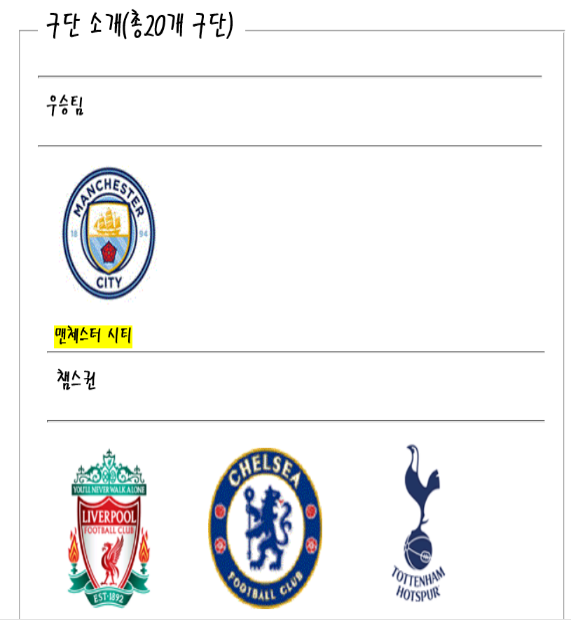 구단 소개(총20개 구단)
우승팀
MANCHESTER
18 94
CITY
맨체스터 시티
챔스권
YOU'LL NEVER WALK ALONE
LIVERPOOL
FOOTBALL CLUB
EST·1892
CHELSEA
FOOTBALL CLUB
TOTTENHAM
HOTSPUR